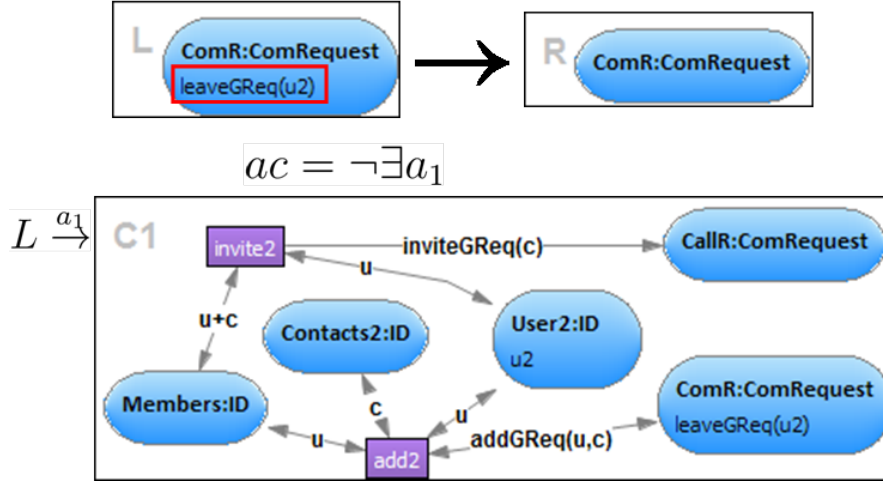 L
ComR:ComRequest
leaveGReq(u2)
R
ComR:ComRequest
ac = ¬∃a₁
L →a₁
C1
invite2
inviteGReq(c)
CallR:ComRequest
u
u+c
Contacts2:ID
User2:ID
u2
Members:ID
c
u
ComR:ComRequest
leaveGReq(u2)
u
addGReq(u,c)
add2